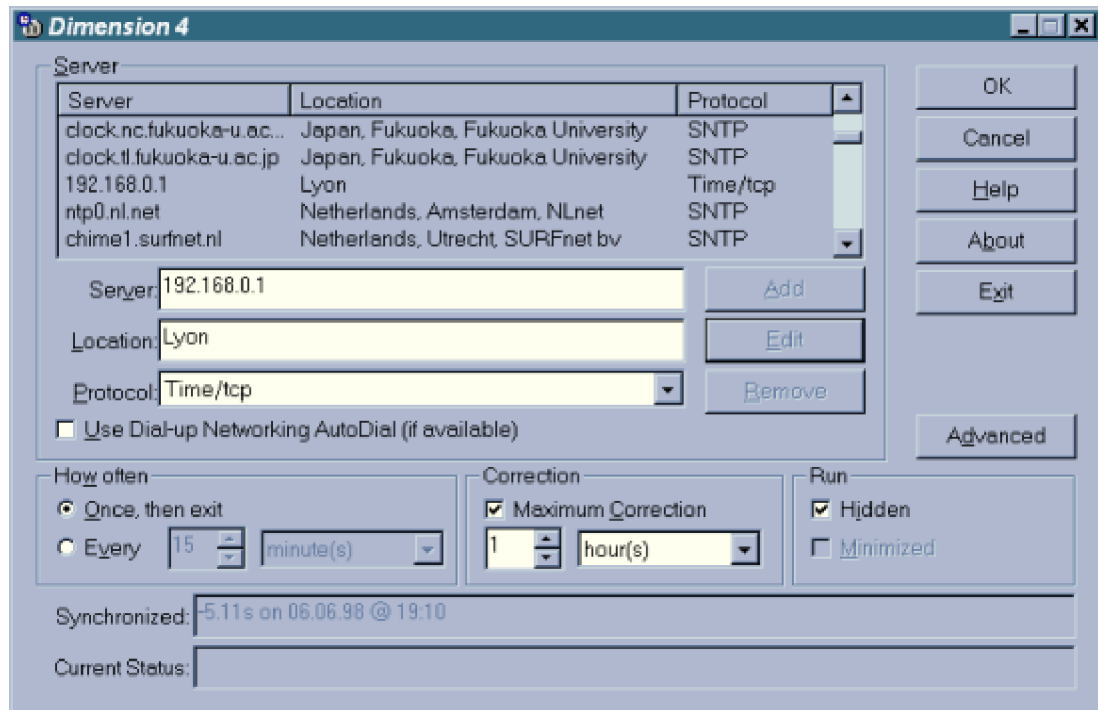 Dimension 4
Server
Server Location Protocol
clock.nc.fukuoka-u.ac... Japan, Fukuoka, Fukuoka University SNTP
clock.tl.fukuoka-u.ac.jp Japan, Fukuoka, Fukuoka University SNTP
192.168.0.1 Lyon Time/tcp
ntp0.nl.net Netherlands, Amsterdam, NLnet SNTP
chime1.surfnet.nl Netherlands, Utrecht, SURFnet bv SNTP
Server: 192.168.0.1 Add
Location: Lyon Edit
Protocol: Time/tcp Remove
Use Dial-up Networking AutoDial (if available)
OK
Cancel
Help
About
Exit
Advanced
How often
Once, then exit
Every 15 minute(s)
Correction
Maximum Correction
1 hour(s)
Run
Hidden
Minimized
Synchronized: -5.11s on 06.06.98 @ 19:10
Current Status: